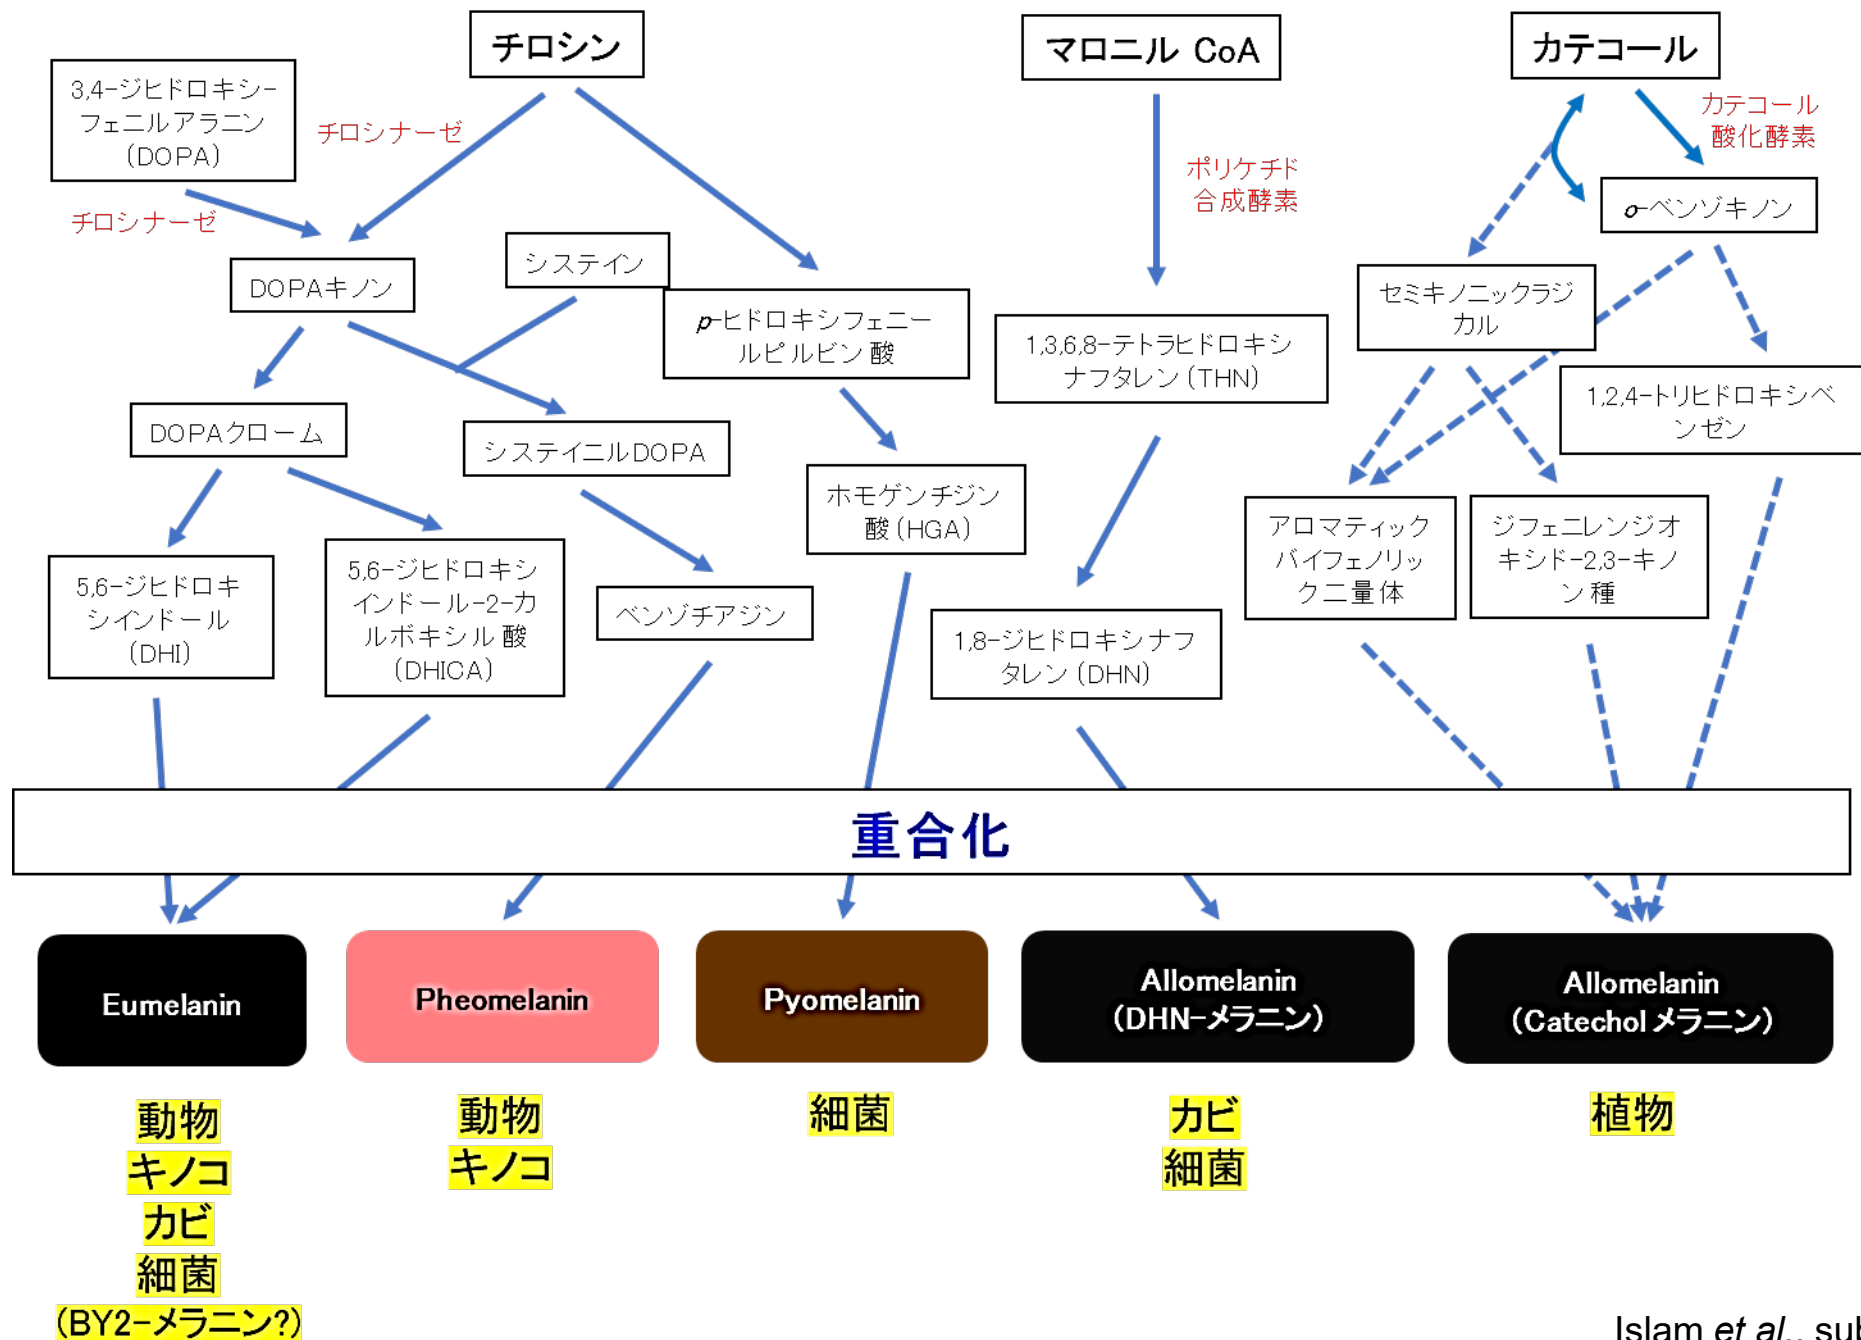 チロシン
マロニル CoA
カテコール
3,4-ジヒドロキシ-
フェニルアラニン
(DOPA)
チロシナーゼ
カテコール
酸化酵素
ポリケチド
合成酵素
チロシナーゼ
o-ベンゾキノン
システイン
DOPAキノン
セミキノニックラジ
カル
p-ヒドロキシフェニー
ルピルビン酸
1,3,6,8-テトラヒドロキシ
ナフタレン (THN)
1,2,4-トリヒドロキシベ
ンゼン
DOPAクローム
システイニルDOPA
ホモゲンチジン
酸 (HGA)
アロマティック
バイフェノリッ
ク二量体
ジフェニレンジオ
キシド-2,3-キノ
ン種
5,6-ジヒドロキ
シインドール
(DHI)
5,6-ジヒドロキシ
インドール-2-カ
ルボキシル酸
(DHICA)
ベンゾチアジン
1,8-ジヒドロキシナフ
タレン (DHN)
重合化
Eumelanin
Pheomelanin
Pyomelanin
Allomelanin
(DHN-メラニン)
Allomelanin
(Catechol メラニン)
動物
キノコ
カビ
細菌
(BY2-メラニン?)
動物
キノコ
細菌
カビ
細菌
植物
Islam et al., sub